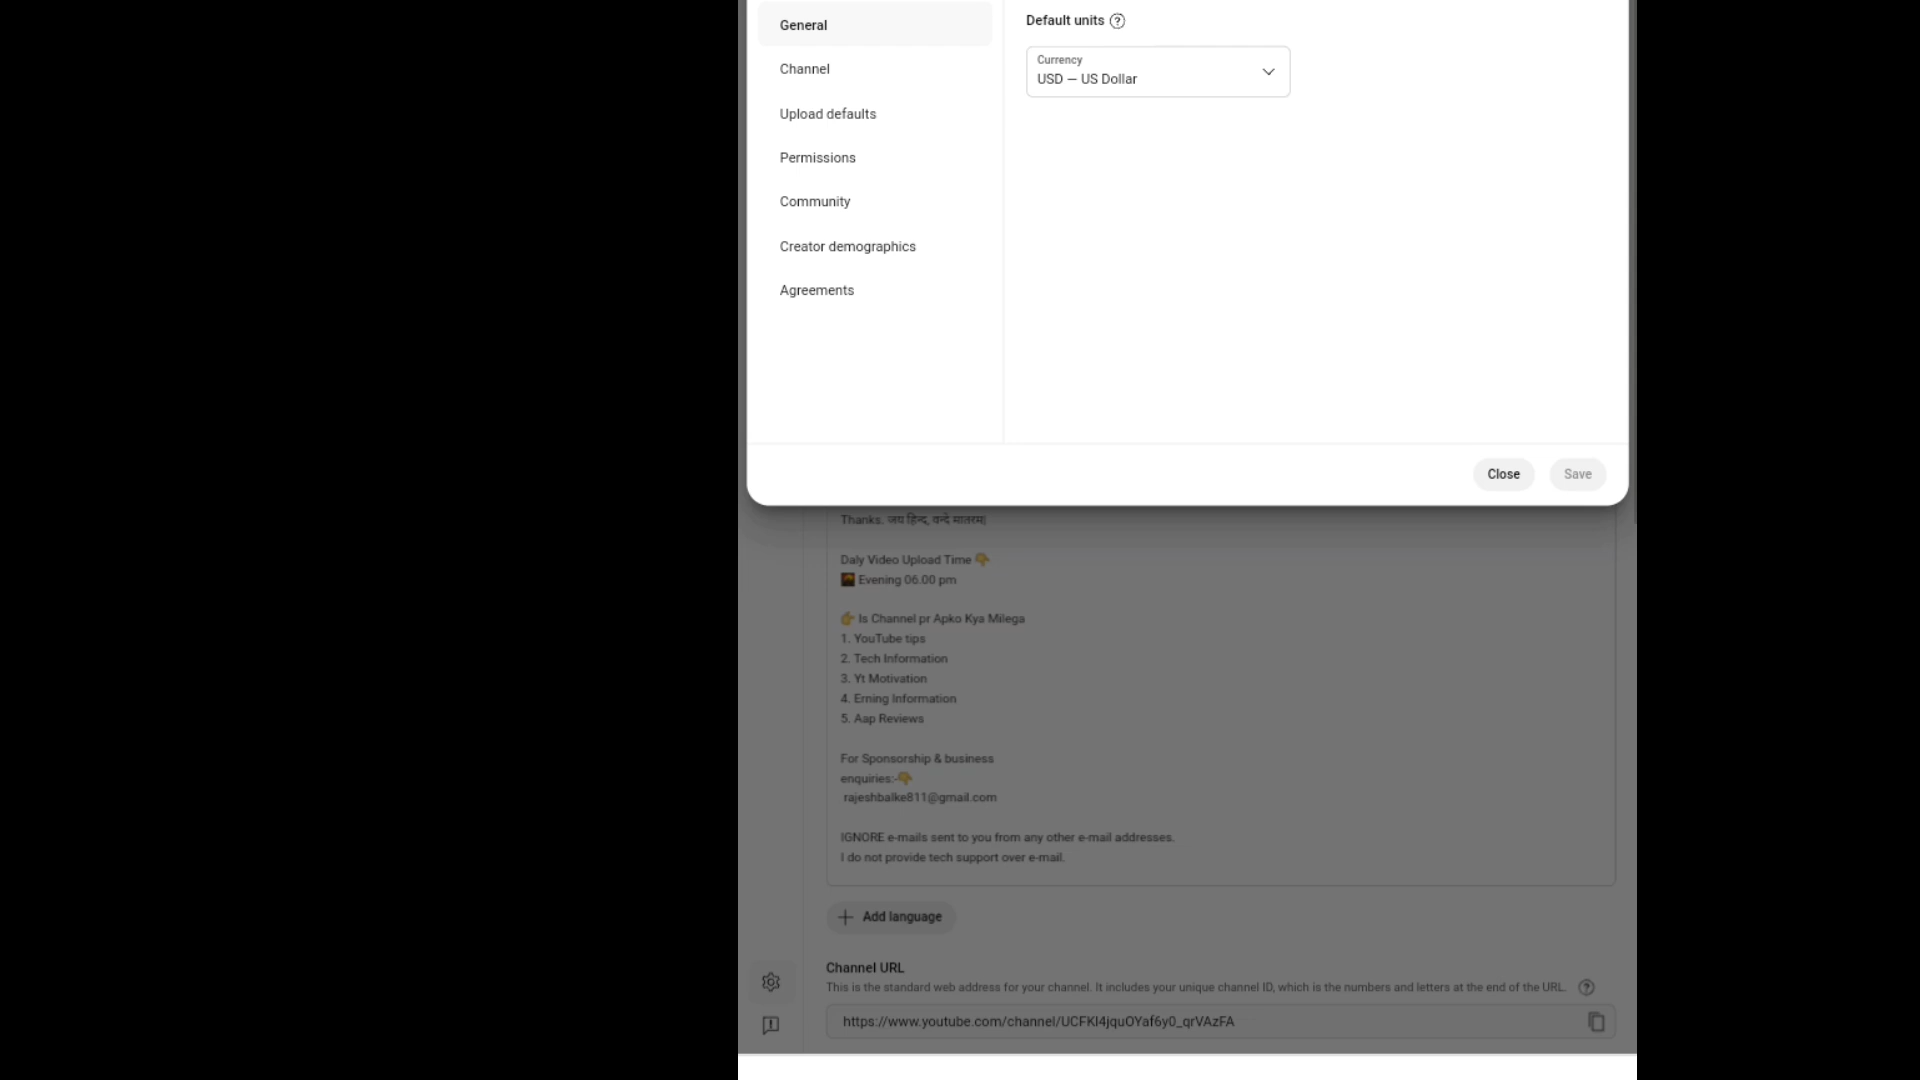 General
Channel
Upload defaults
Permissions
Community
Creator demographics
Agreements
Default units
Currency
USD — US Dollar
Close
Save
Thanks. जय हिन्द, वन्दे मातरम|
Daly Video Upload Time 👇
🌇 Evening 06.00 pm
👉 Is Channel pr Apko Kya Milega
1. YouTube tips
2. Tech Information
3. Yt Motivation
4. Erning Information
5. Aap Reviews
For Sponsorship & business
enquiries:-👇
rajeshbalke811@gmail.com
IGNORE e-mails sent to you from any other e-mail addresses.
I do not provide tech support over e-mail.
Add language
Channel URL
This is the standard web address for your channel. It includes your unique channel ID, which is the numbers and letters at the end of the URL.
https://www.youtube.com/channel/UCFKl4jquOYaf6y0_qrVAzFA